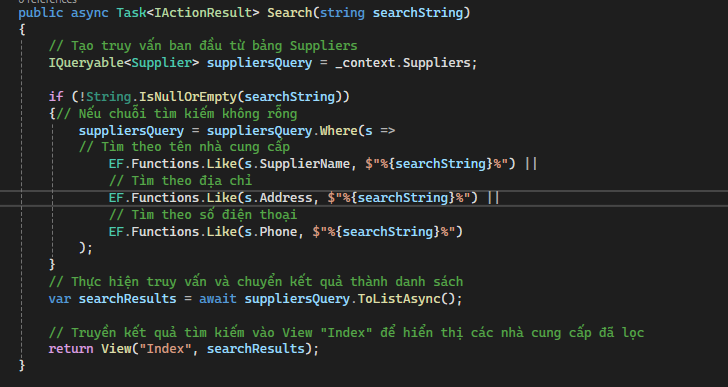 0 references
public async Task<IActionResult> Search(string searchString)
{
// Tạo truy vấn ban đầu từ bảng Suppliers
IQueryable<Supplier> suppliersQuery = _context.Suppliers;
if (!String.IsNullOrEmpty(searchString))
{// Nếu chuỗi tìm kiếm không rỗng
suppliersQuery = suppliersQuery.Where(s =>
// Tìm theo tên nhà cung cấp
EF.Functions.Like(s.SupplierName, $"%{searchString}%") ||
// Tìm theo địa chỉ
EF.Functions.Like(s.Address, $"%{searchString}%") ||
// Tìm theo số điện thoại
EF.Functions.Like(s.Phone, $"%{searchString}%")
);
}
// Thực hiện truy vấn và chuyển kết quả thành danh sách
var searchResults = await suppliersQuery.ToListAsync();
// Truyền kết quả tìm kiếm vào View "Index" để hiển thị các nhà cung cấp đã lọc
return View("Index", searchResults);
}